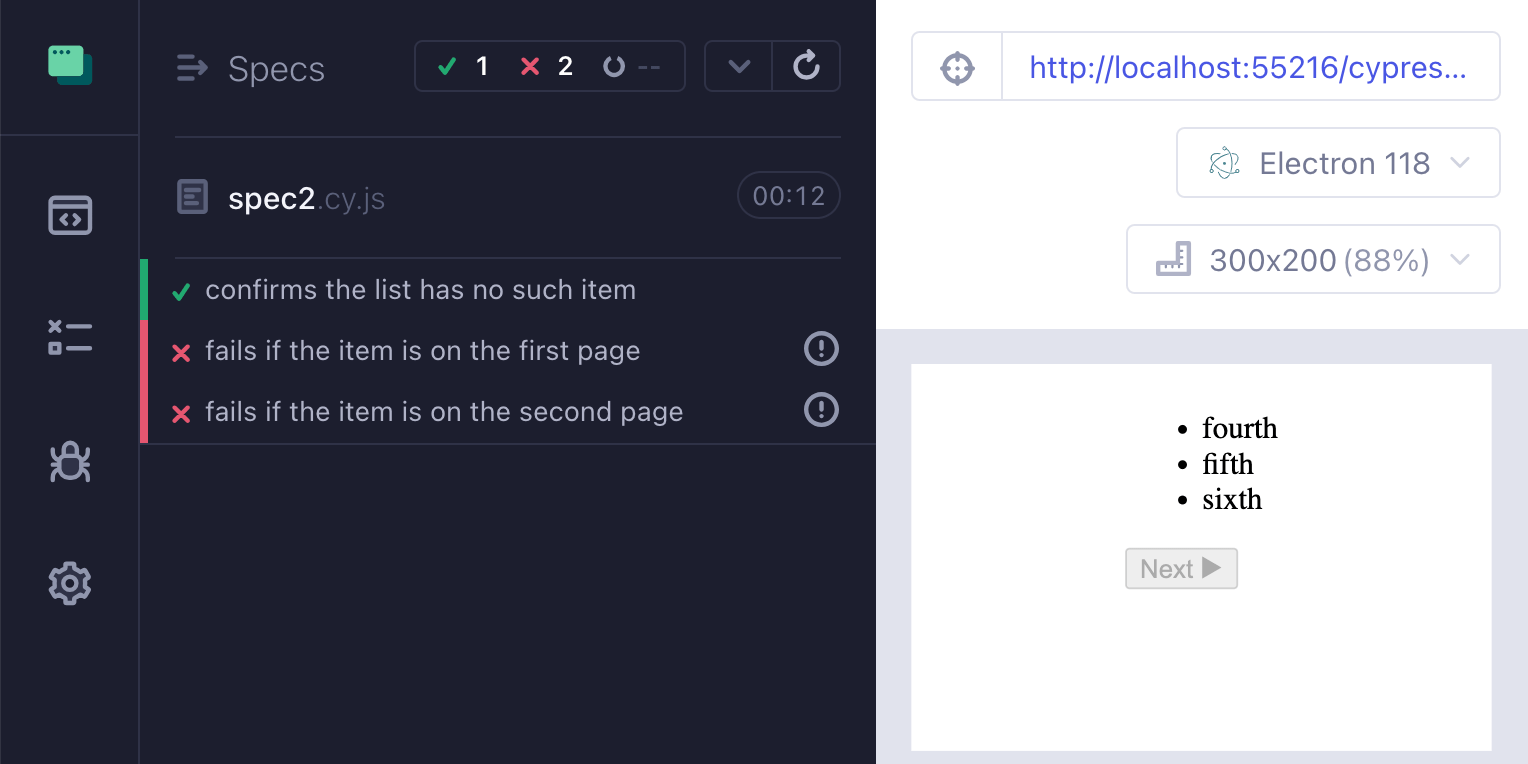 Specs
1 2 --
spec2.cy.js
00:12
confirms the list has no such item
fails if the item is on the first page
fails if the item is on the second page
http://localhost:55216/cypres...
Electron 118
300x200 (88%)
• fourth
• fifth
• sixth
Next ▶